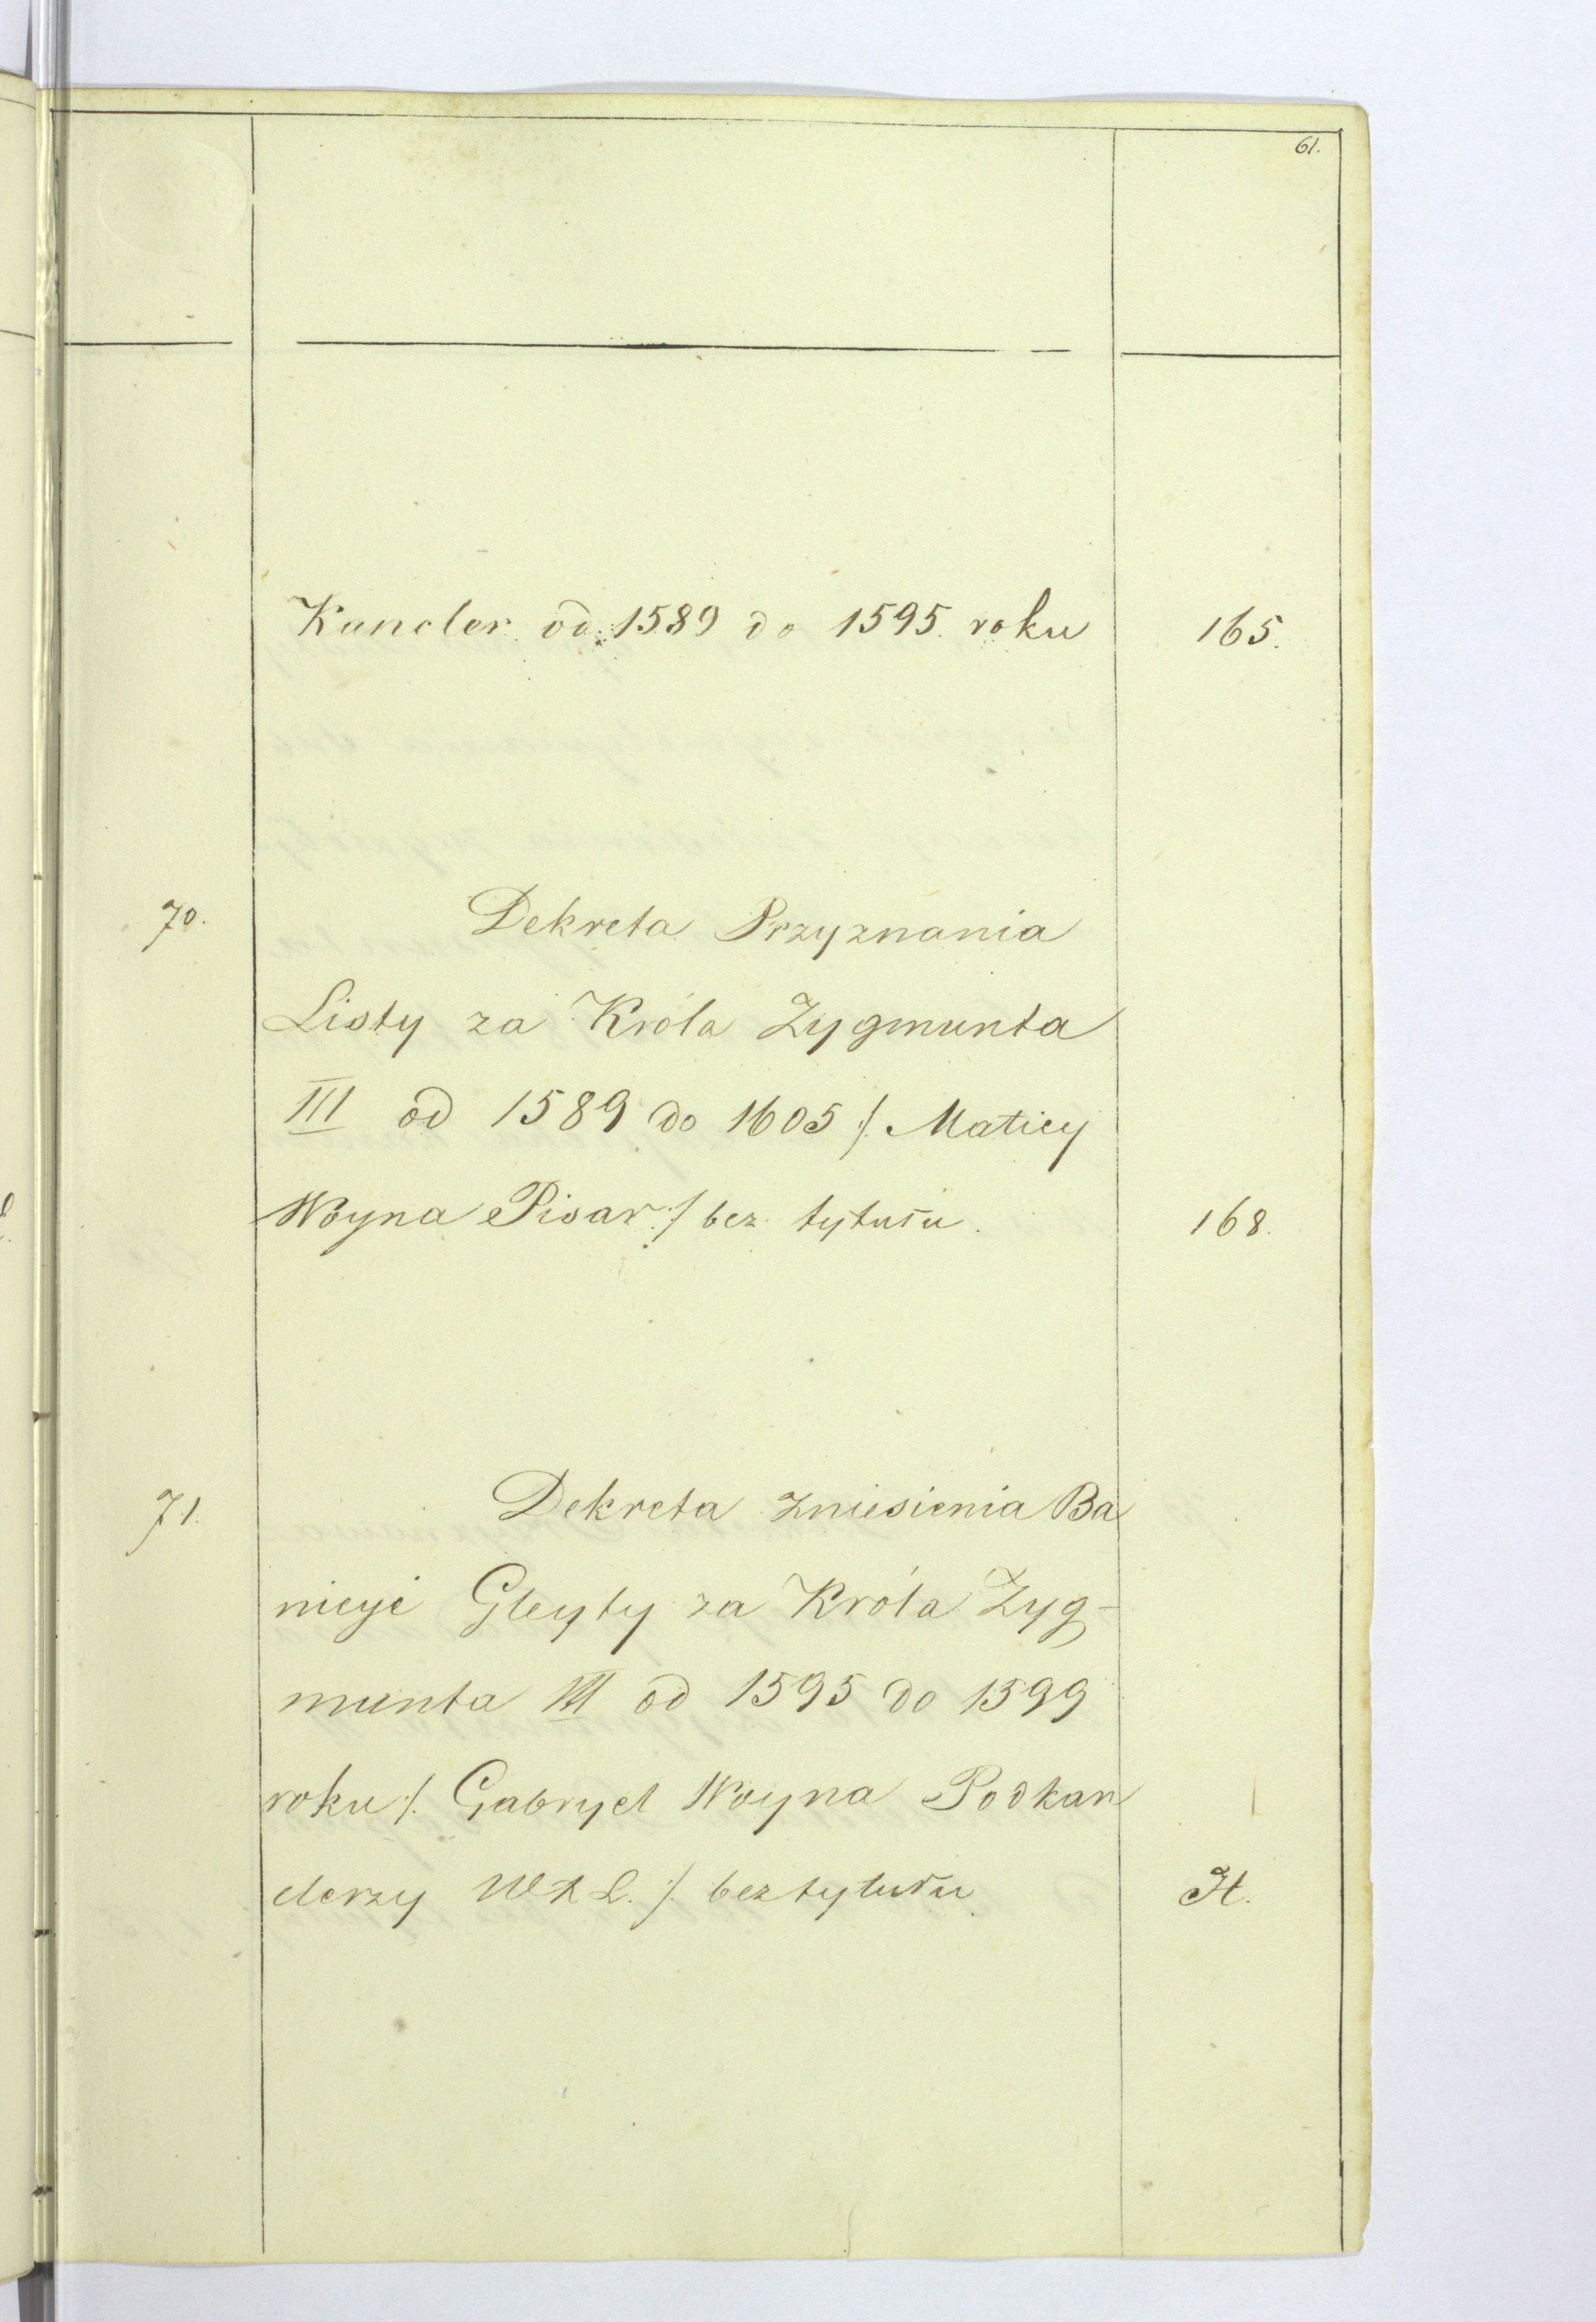 61.
Kancler od 1589 do 1595. roku 165.
70. Dekreta Przyznania
Listy za Króla Zygmunta
III od 1589 do 1605 /: Maticy
Woyna Pisar :/ bez tytułu. 168.
71. Dekreta Zniesienia Ba
nicyi Gleyty za Króla Zyg-
munta III od 1595 do 1599
roku /: Gabryel Woyna Podkan
clerzy W X L. :/ bez tytułu